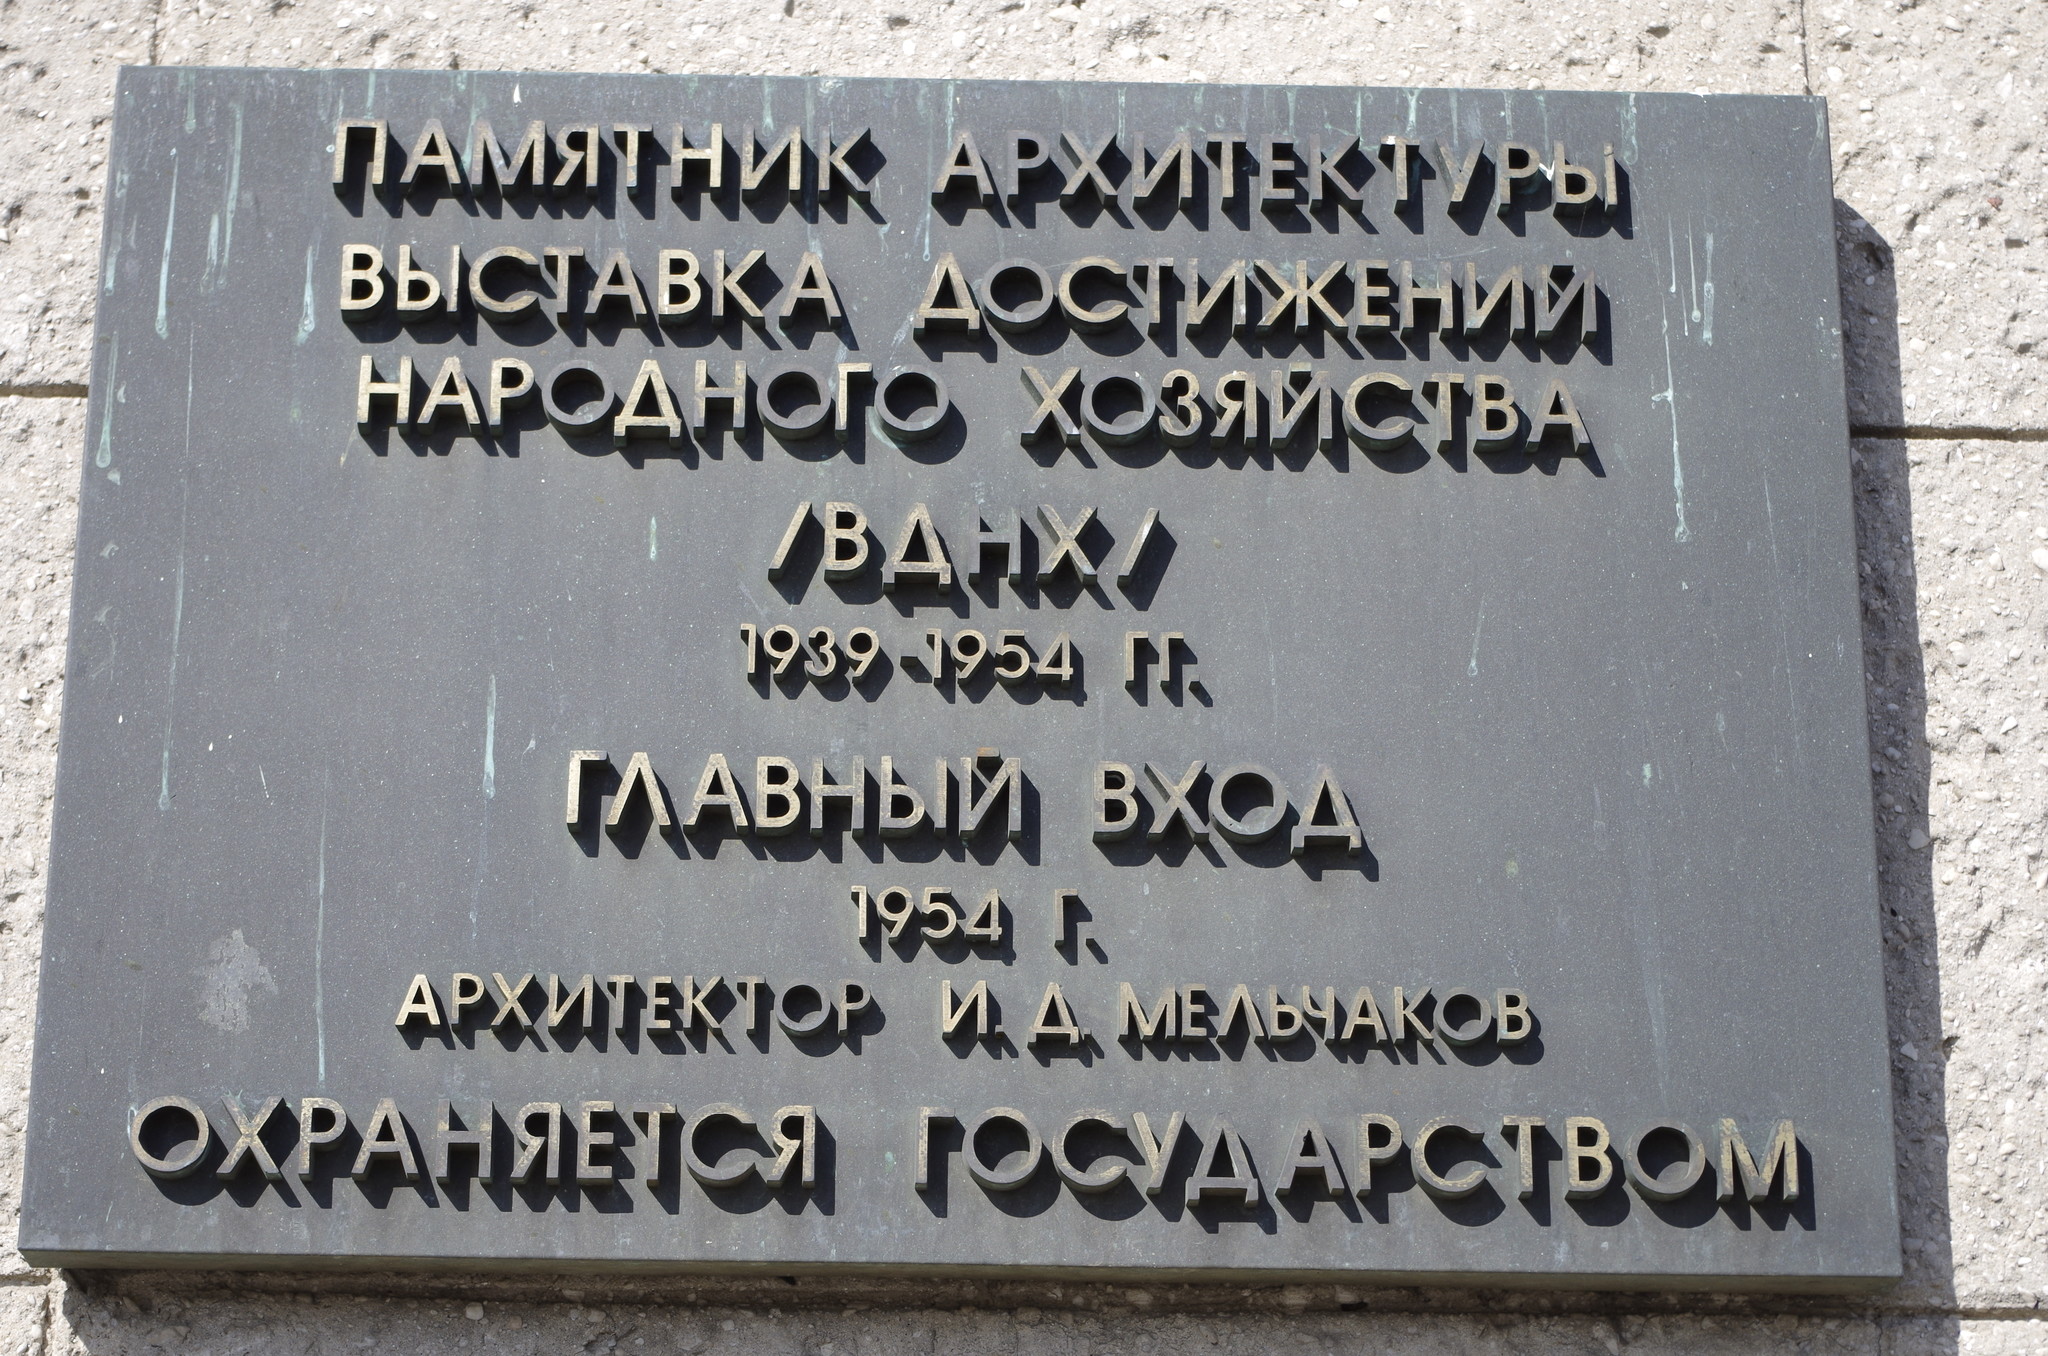 ПАМЯТНИК АРХИТЕКТУРЫ
ВЫСТАВКА ДОСТИЖЕНИЙ
НАРОДНОГО ХОЗЯЙСТВА
/ВДНХ/
1939-1954 ГГ.
ГЛАВНЫЙ ВХОД
1954 Г.
АРХИТЕКТОР И.Д. МЕЛЬЧАКОВ
ОХРАНЯЕТСЯ ГОСУДАРСТВОМ